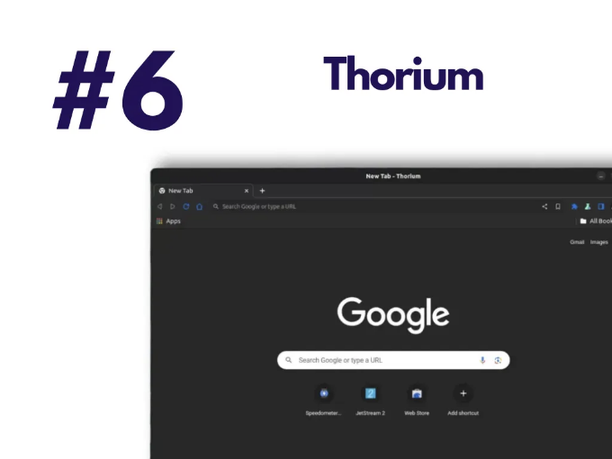 #6
Thorium
New Tab - Thorium
New Tab
Search Google or type a URL
Apps
All Book
Gmail Images
Google
Search Google or type a URL
Speedometer... JetStream 2 Web Store Add shortcut